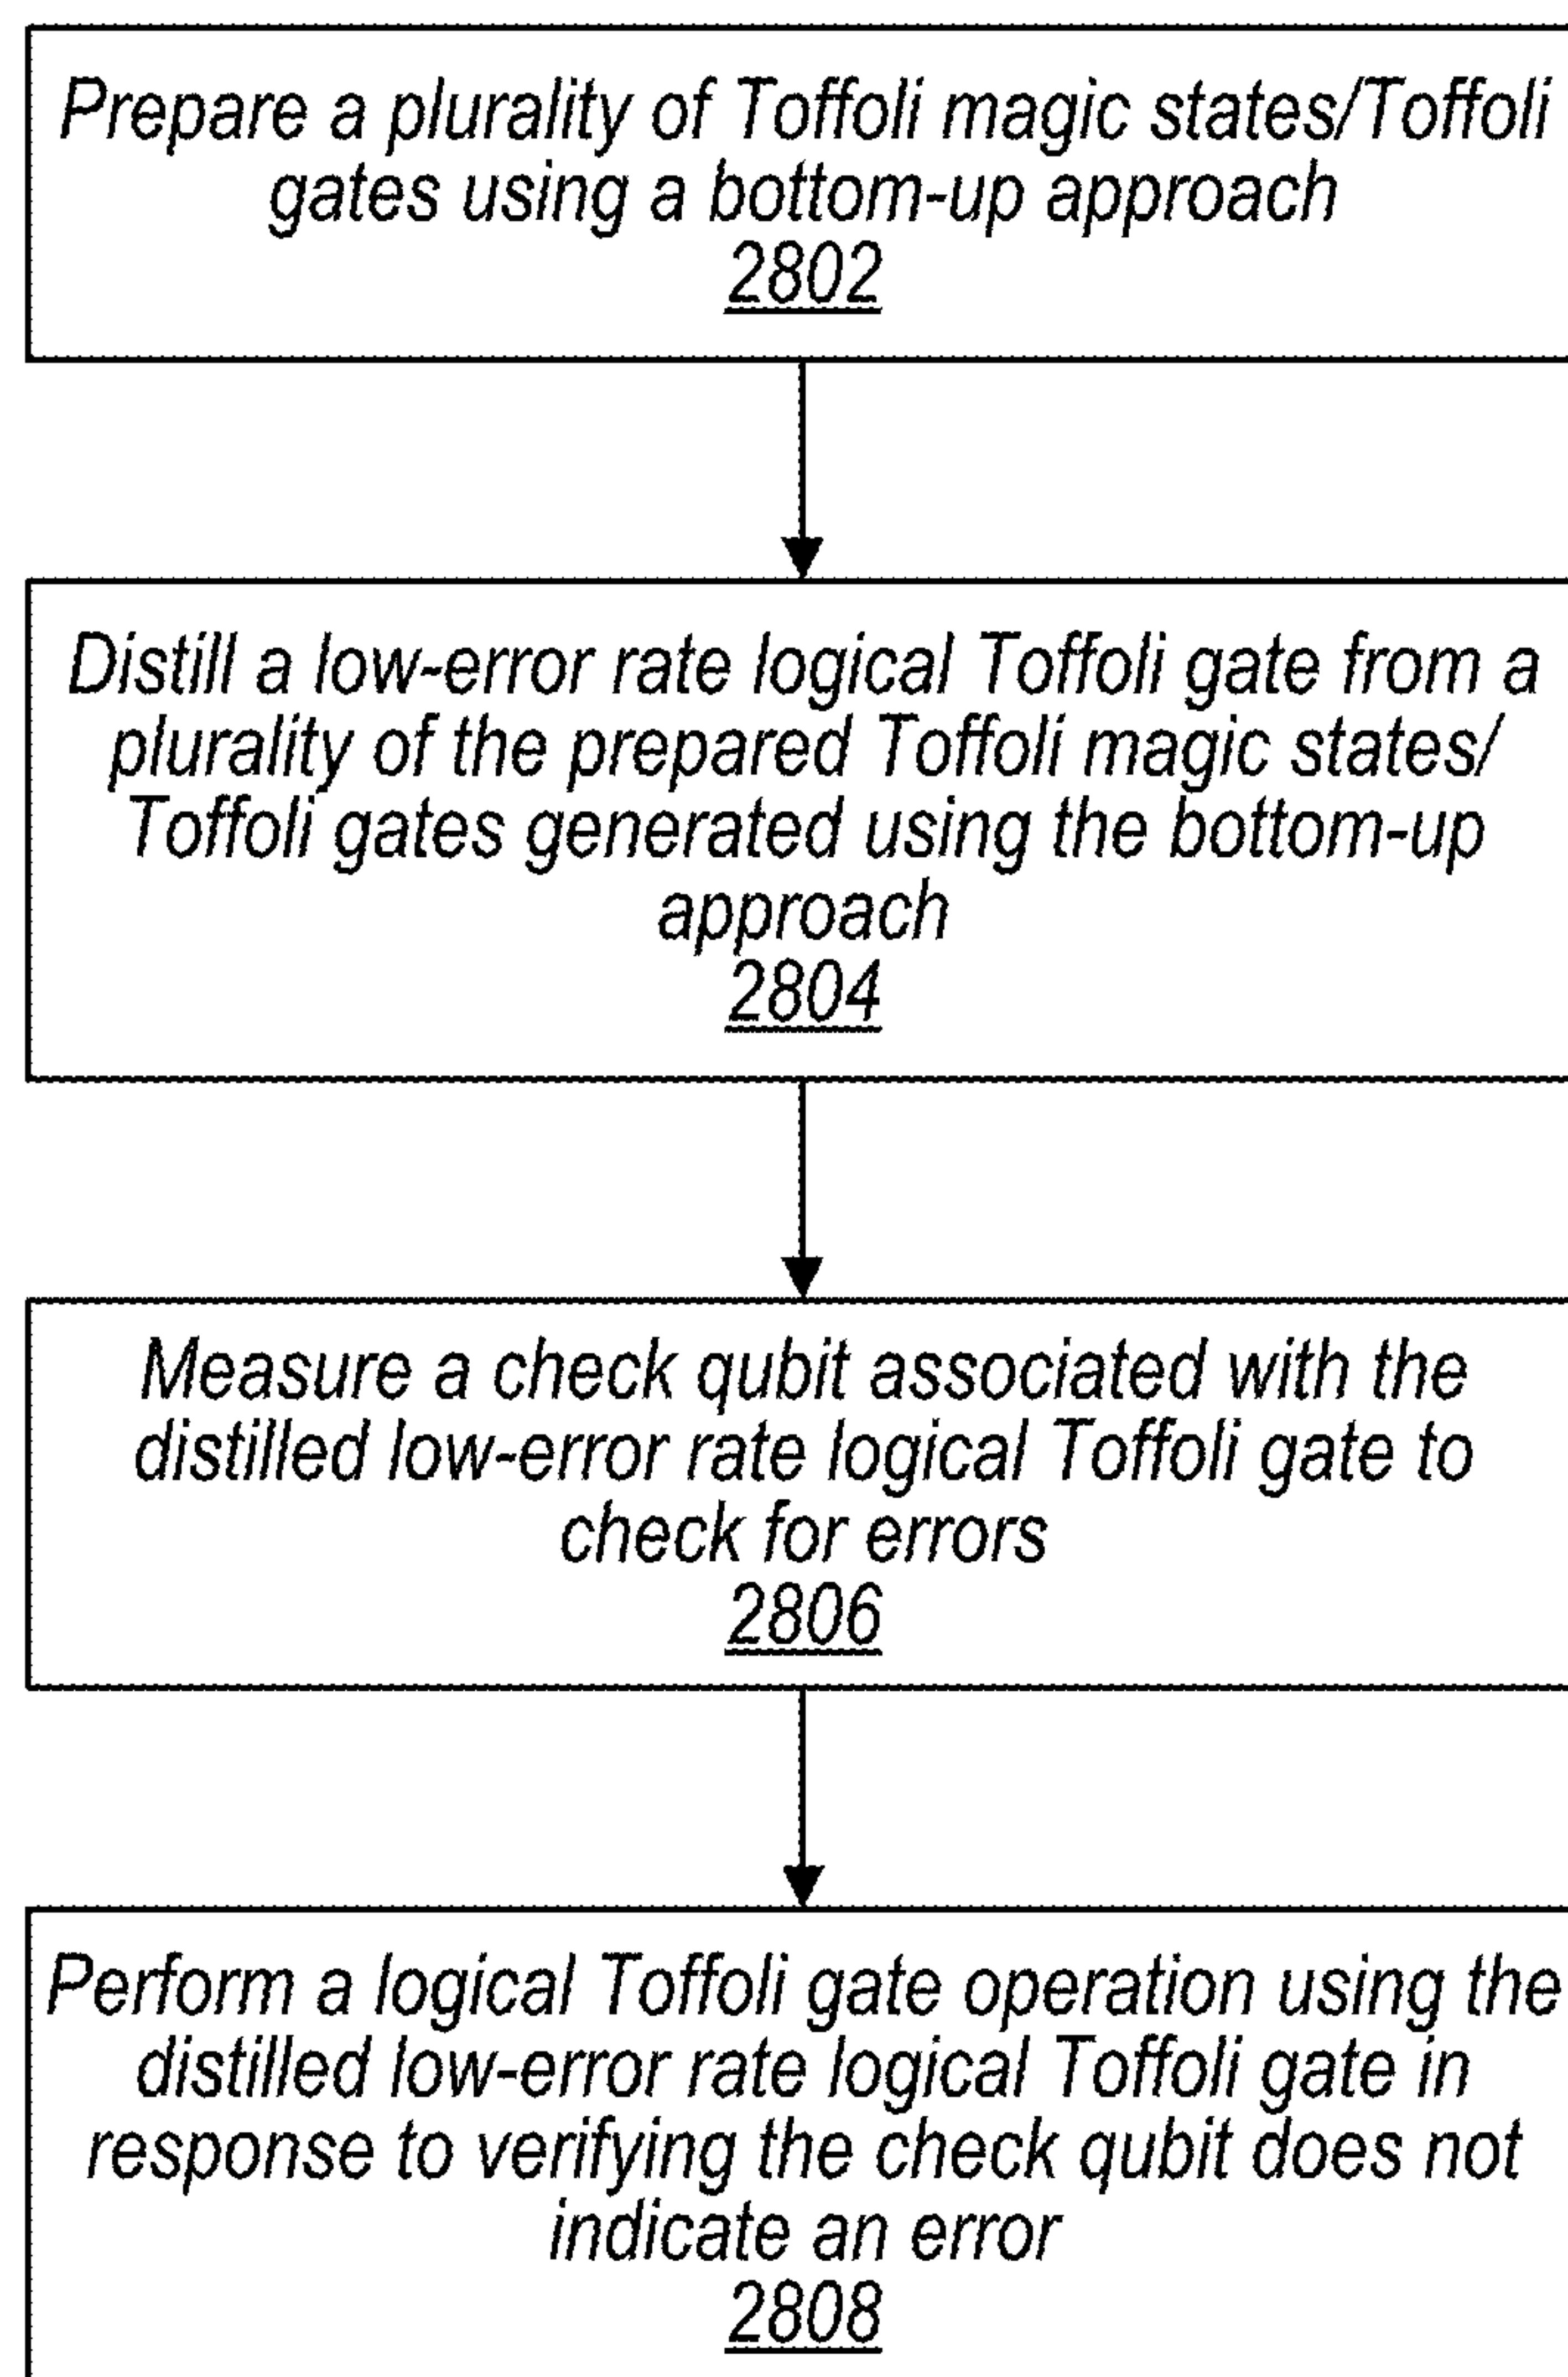 Prepare a plurality of Toffoli magic states/Toffoli
gates using a bottom-up approach
2802
Distill a low-error rate logical Toffoli gate from a
plurality of the prepared Toffoli magic states/
Toffoli gates generated using the bottom-up
approach
2804
Measure a check qubit associated with the
distilled low-error rate logical Toffoli gate to
check for errors
2806
Perform a logical Toffoli gate operation using the
distilled low-error rate logical Toffoli gate in
response to verifying the check qubit does not
indicate an error
2808